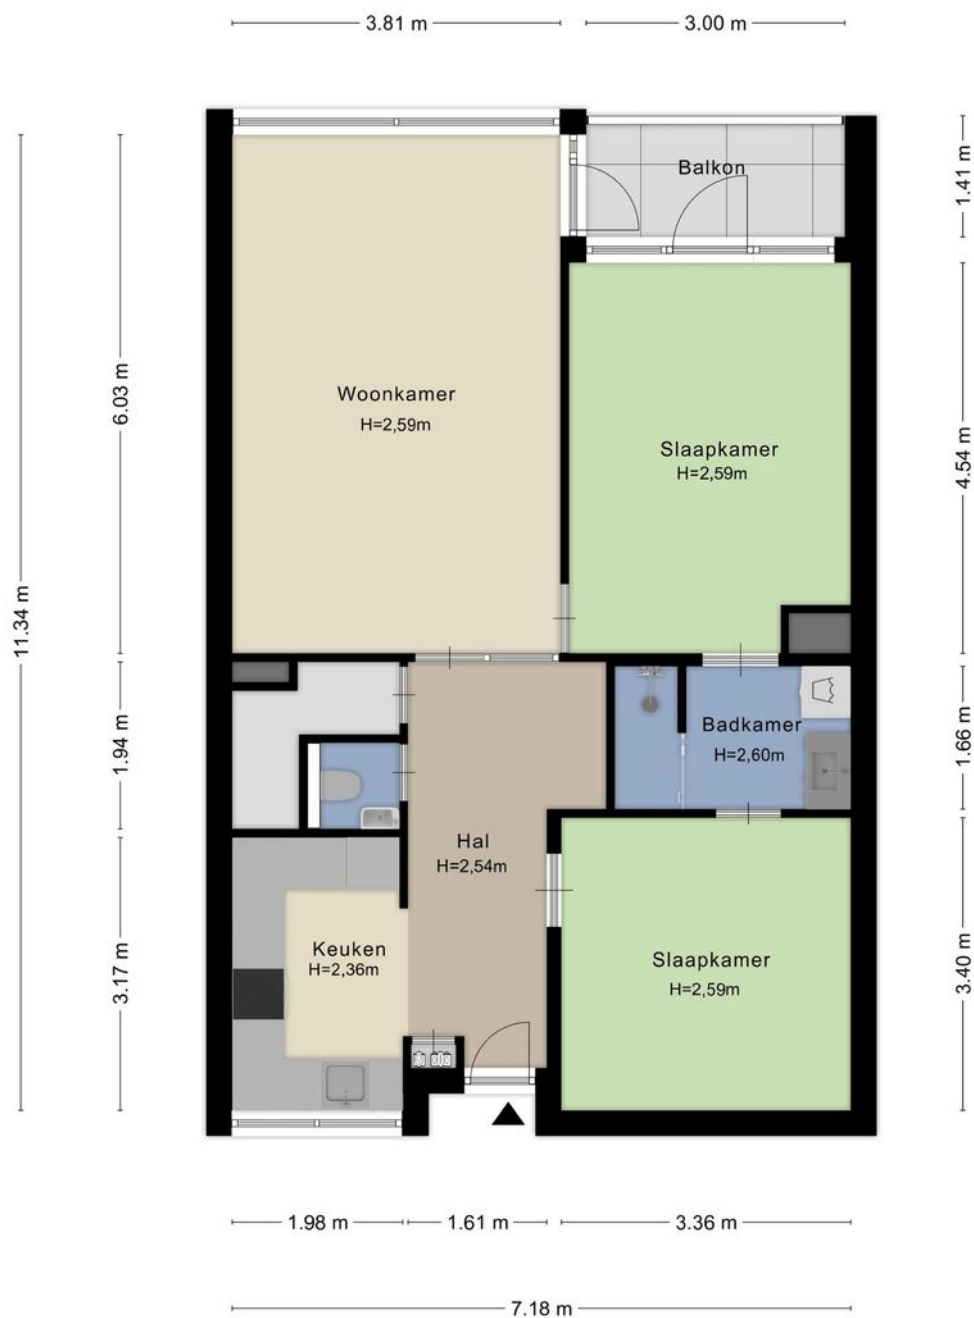 3.81 m
3.00 m
Balkon
1.41 m
6.03 m
11.34 m
Woonkamer
H=2,59m
Slaapkamer
H=2,59m
4.54 m
1.94 m
Badkamer
H=2,60m
1.66 m
Hal
H=2,54m
Keuken
H=2,36m
3.17 m
Slaapkamer
H=2,59m
3.40 m
1.98 m
1.61 m
3.36 m
7.18 m